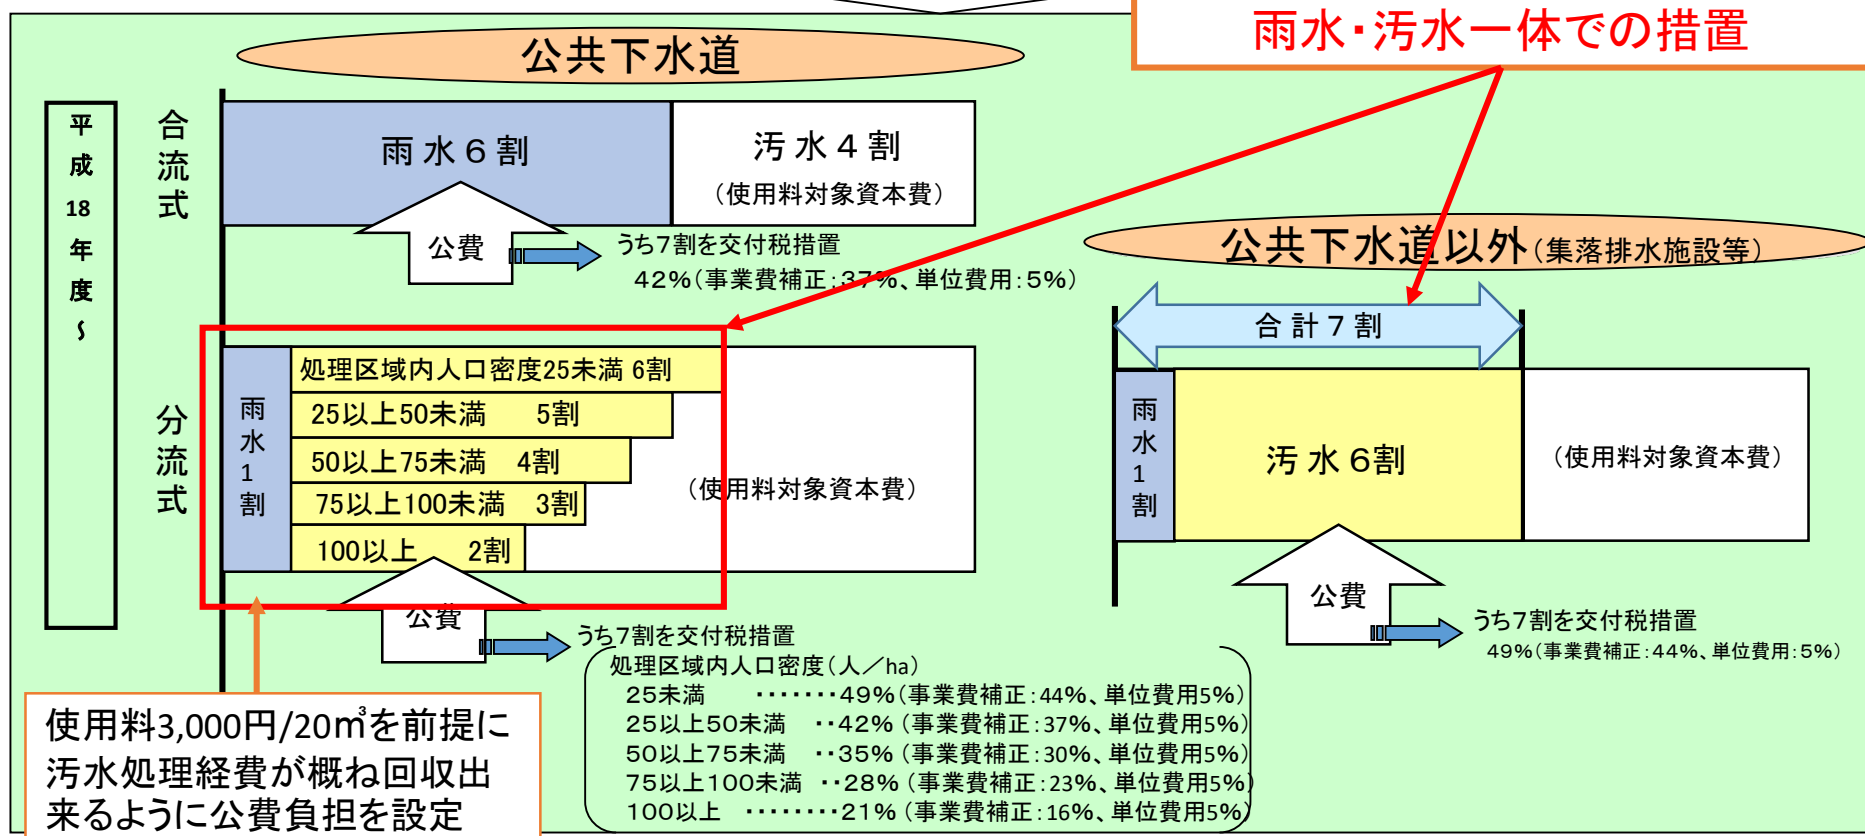 雨水・汚水一体での措置
公共下水道
平成18年度～
合流式
雨水６割
汚水４割
（使用料対象資本費）
公費
うち７割を交付税措置
42％（事業費補正：37％、単位費用：5％）
公共下水道以外（集落排水施設等）
合計７割
分流式
雨水1割
処理区域内人口密度25未満 6割
25以上50未満 5割
50以上75未満 4割
75以上100未満 3割
100以上 2割
（使用料対象資本費）
雨水1割
汚水６割
（使用料対象資本費）
公費
うち７割を交付税措置
処理区域内人口密度（人／ha）
25未満 ・・・・・・・49％（事業費補正：44％、単位費用5％）
25以上50未満 ・・42％（事業費補正：37％、単位費用5％）
50以上75未満 ・・35％（事業費補正：30％、単位費用5％）
75以上100未満 ・・28％（事業費補正：23％、単位費用5％）
100以上 ・・・・・・・・21％（事業費補正：16％、単位費用5％）
公費
うち７割を交付税措置
49％（事業費補正：44％、単位費用：5％）
使用料3,000円/20㎥を前提に
汚水処理経費が概ね回収出
来るように公費負担を設定